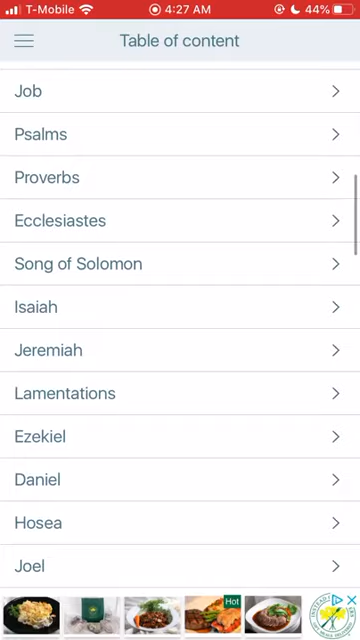 T-Mobile 4:27 AM 44%
Table of content
Job
Psalms
Proverbs
Ecclesiastes
Song of Solomon
Isaiah
Jeremiah
Lamentations
Ezekiel
Daniel
Hosea
Joel
Hot